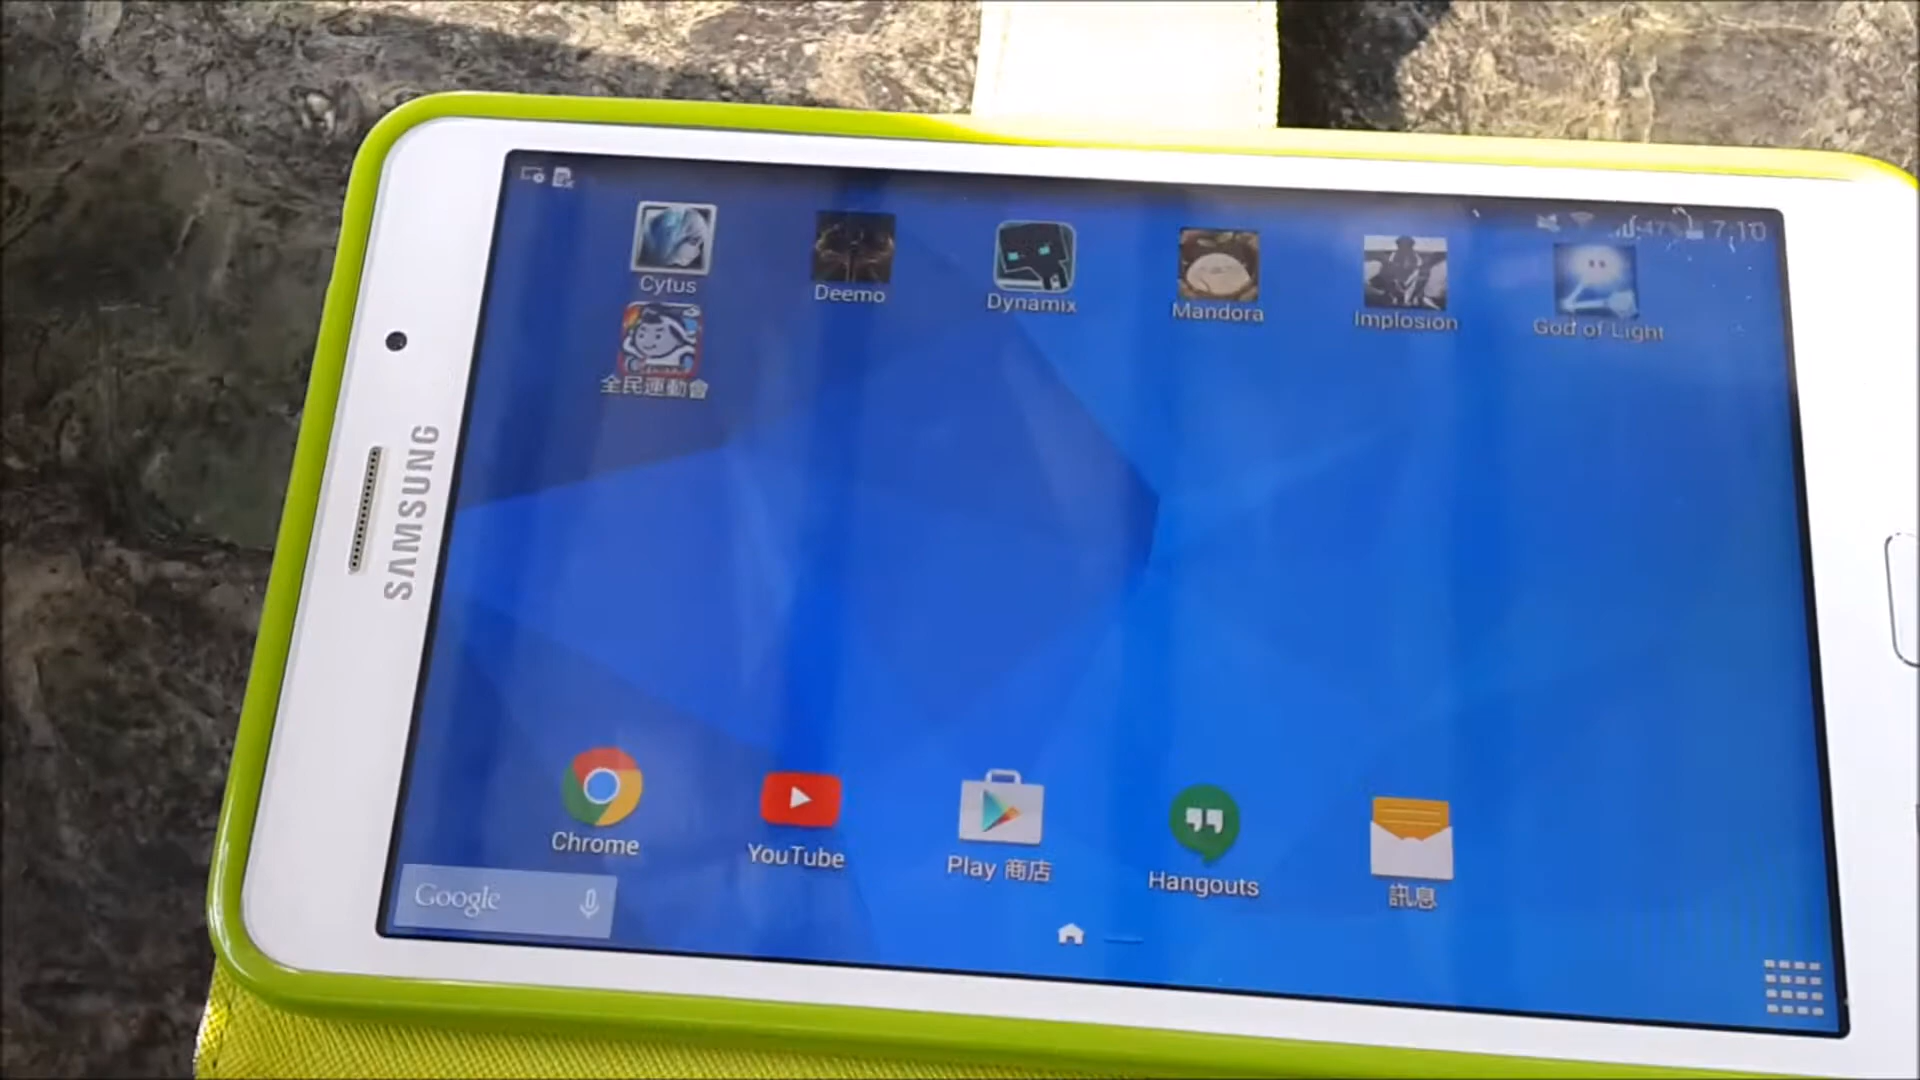 47%
7:10
Cytus
Deemo
Dynamix
Mandora
Implosion
God of Light
全民運動會
SAMSUNG
Chrome
YouTube
Play 商店
Hangouts
訊息
Google